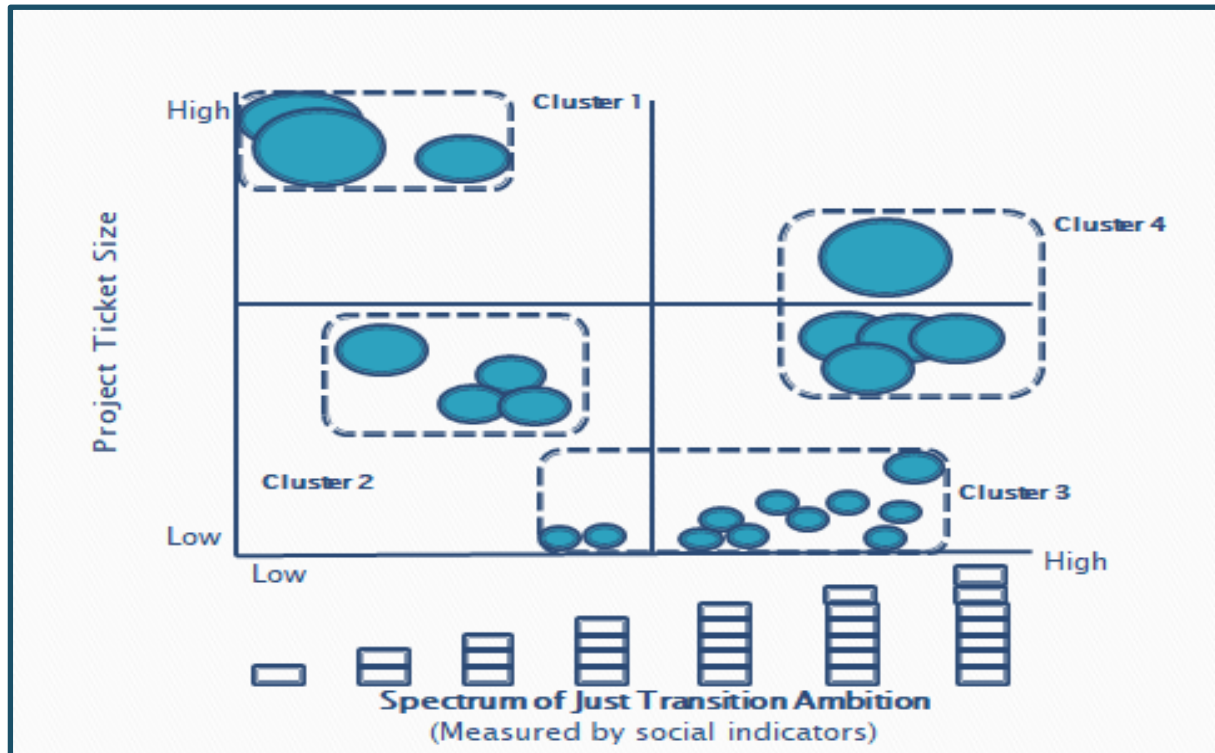 High
Cluster 1
Cluster 4
Project Ticket Size
Cluster 2
Cluster 3
Low
Low
High
Spectrum of Just Transition Ambition
(Measured by social indicators)